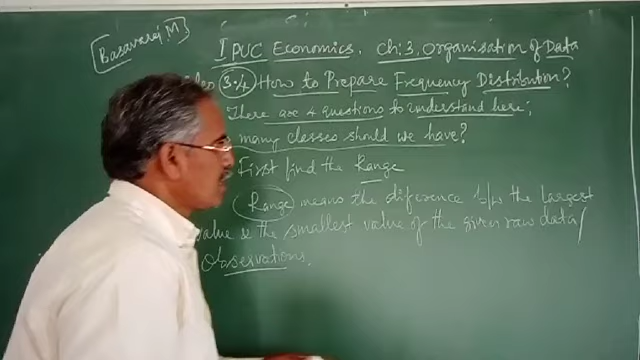 Basavaraj M
I PUC Economics. Ch:3. Organisation of Data
3.4 How to Prepare Frequency Distribution?
There are 4 questions to understand here;
many classes should we have?
First find the Range
Range means the difference b/w the largest
value & the smallest value of the given raw data/
observations.